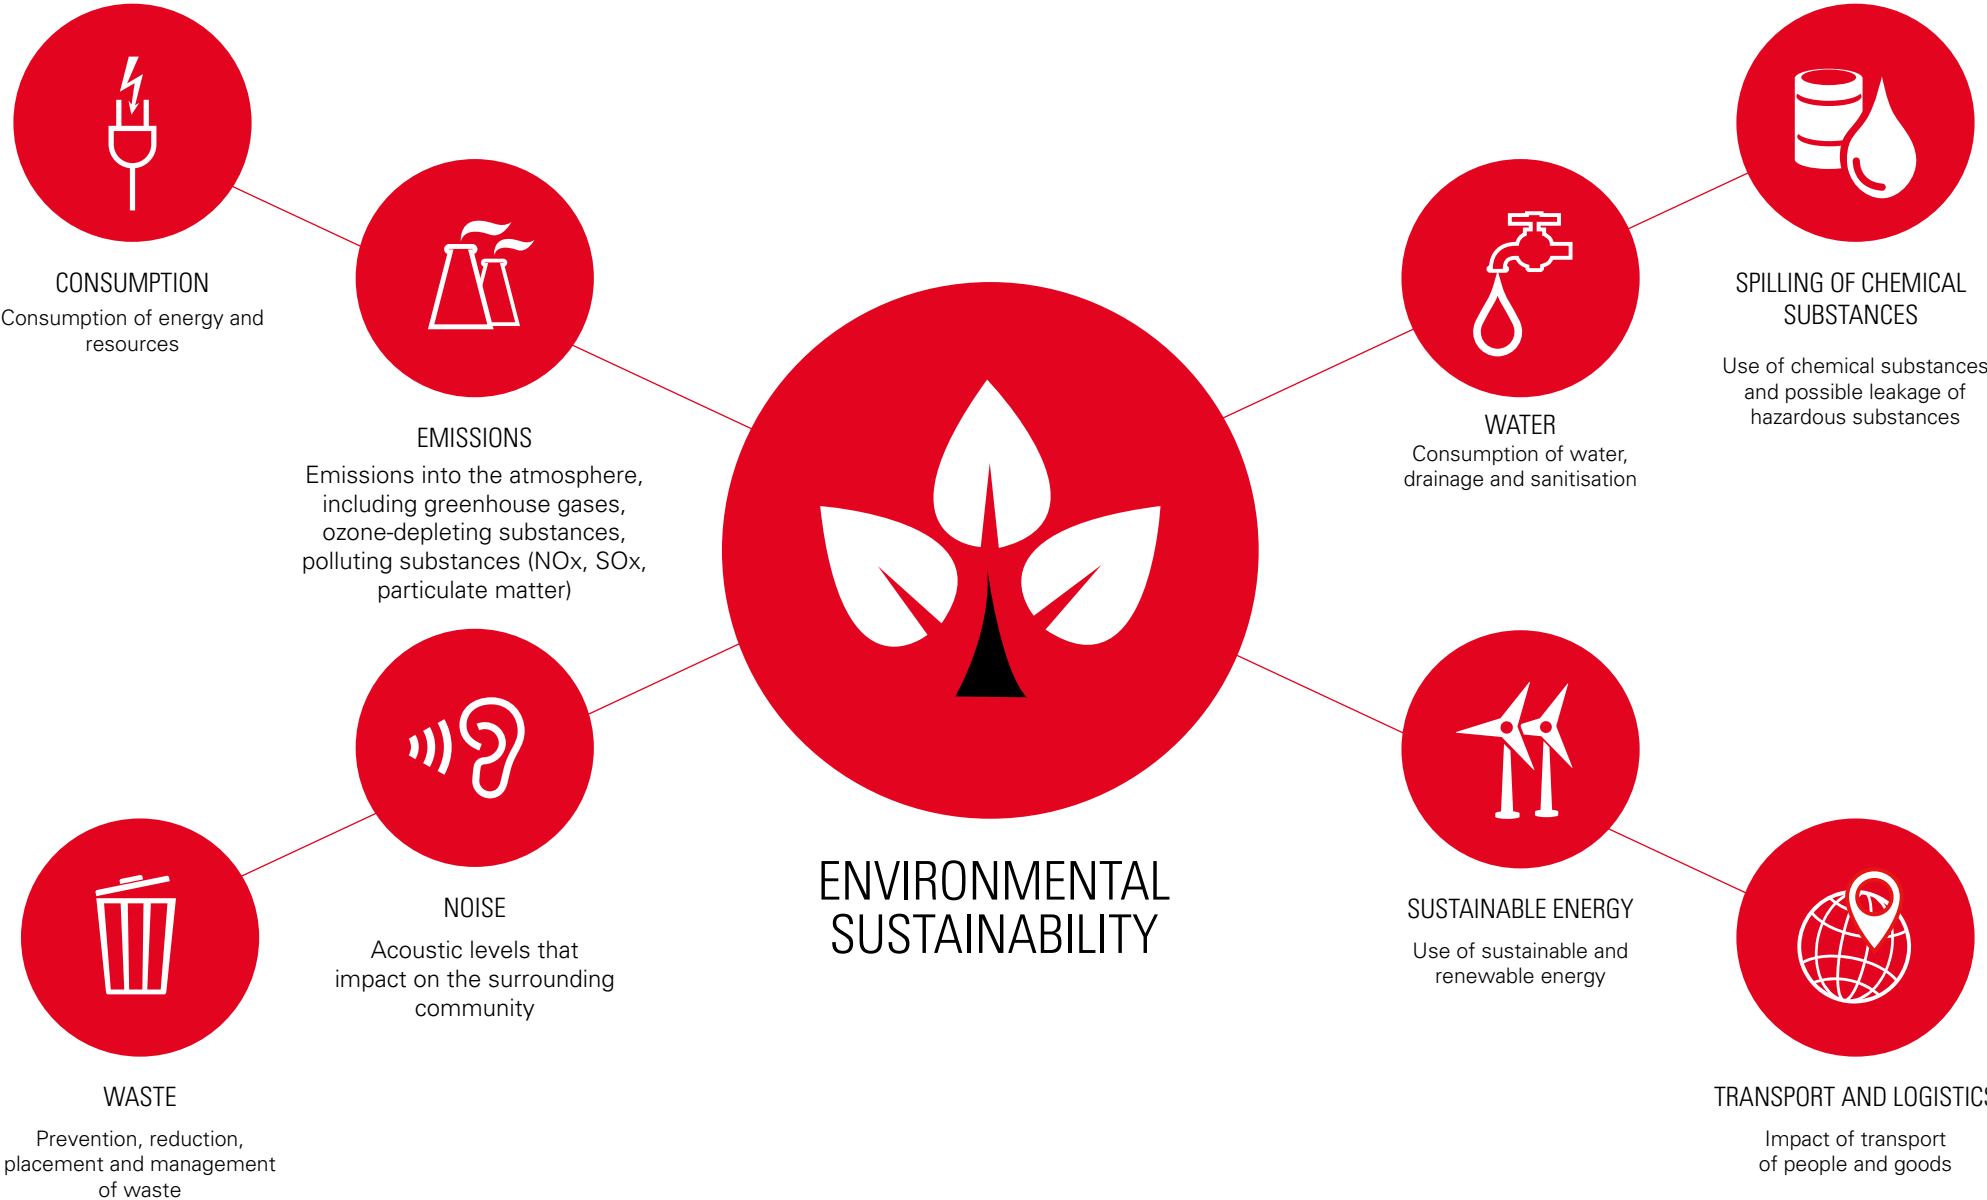 CONSUMPTION
Consumption of energy and
resources
EMISSIONS
Emissions into the atmosphere,
including greenhouse gases,
ozone-depleting substances,
polluting substances (NOx, SOx,
particulate matter)
NOISE
Acoustic levels that
impact on the surrounding
community
WASTE
Prevention, reduction,
placement and management
of waste
ENVIRONMENTAL
SUSTAINABILITY
WATER
Consumption of water,
drainage and sanitisation
SPILLING OF CHEMICAL
SUBSTANCES
Use of chemical substances
and possible leakage of
hazardous substances
SUSTAINABLE ENERGY
Use of sustainable and
renewable energy
TRANSPORT AND LOGISTICS
Impact of transport
of people and goods